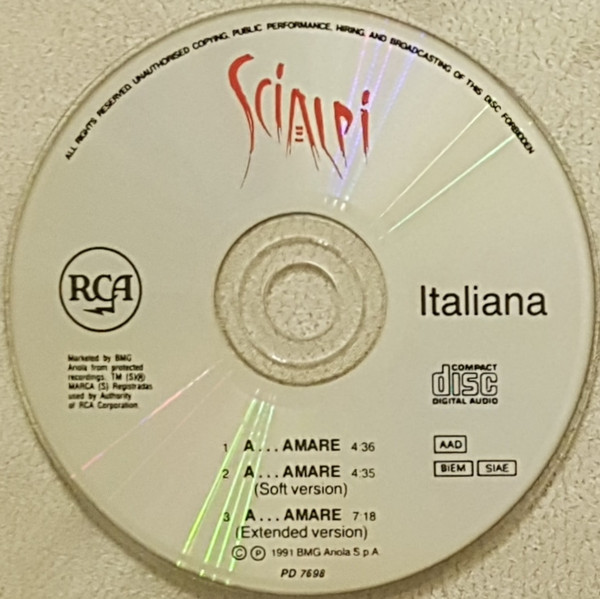 ALL RIGHTS RESERVED. UNAUTHORISED COPYING, PUBLIC PERFORMANCE, HIRING, AND BROADCASTING OF THIS DISC FORBIDDEN
SCIALPI
RCA
Italiana
Marketed by BMG
Ariola from protected
recordings. TM (S)®
MARCA (S) Registradas
used by Authority
of RCA Corporation.
COMPACT
disc
DIGITAL AUDIO
AAD
BIEM SIAE
1 A...AMARE 4:36
2 A...AMARE 4:35
(Soft version)
3 A...AMARE 7:18
(Extended version)
© ℗ 1991 BMG Ariola S.p.A.
PD 7698